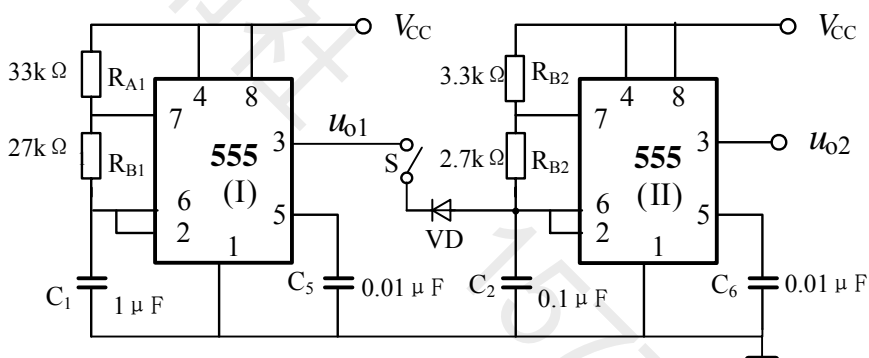 V_CC
33kΩ
R_A1
4 8
7
3
u_o1
27kΩ
R_B1
555
(I)
6
2
5
1
C_1
1μF
C_5
0.01μF
S
VD
V_CC
3.3kΩ
R_B2
4 8
7
3
u_o2
2.7kΩ
R_B2
555
(II)
6
2
5
1
C_2
0.1μF
C_6
0.01μF